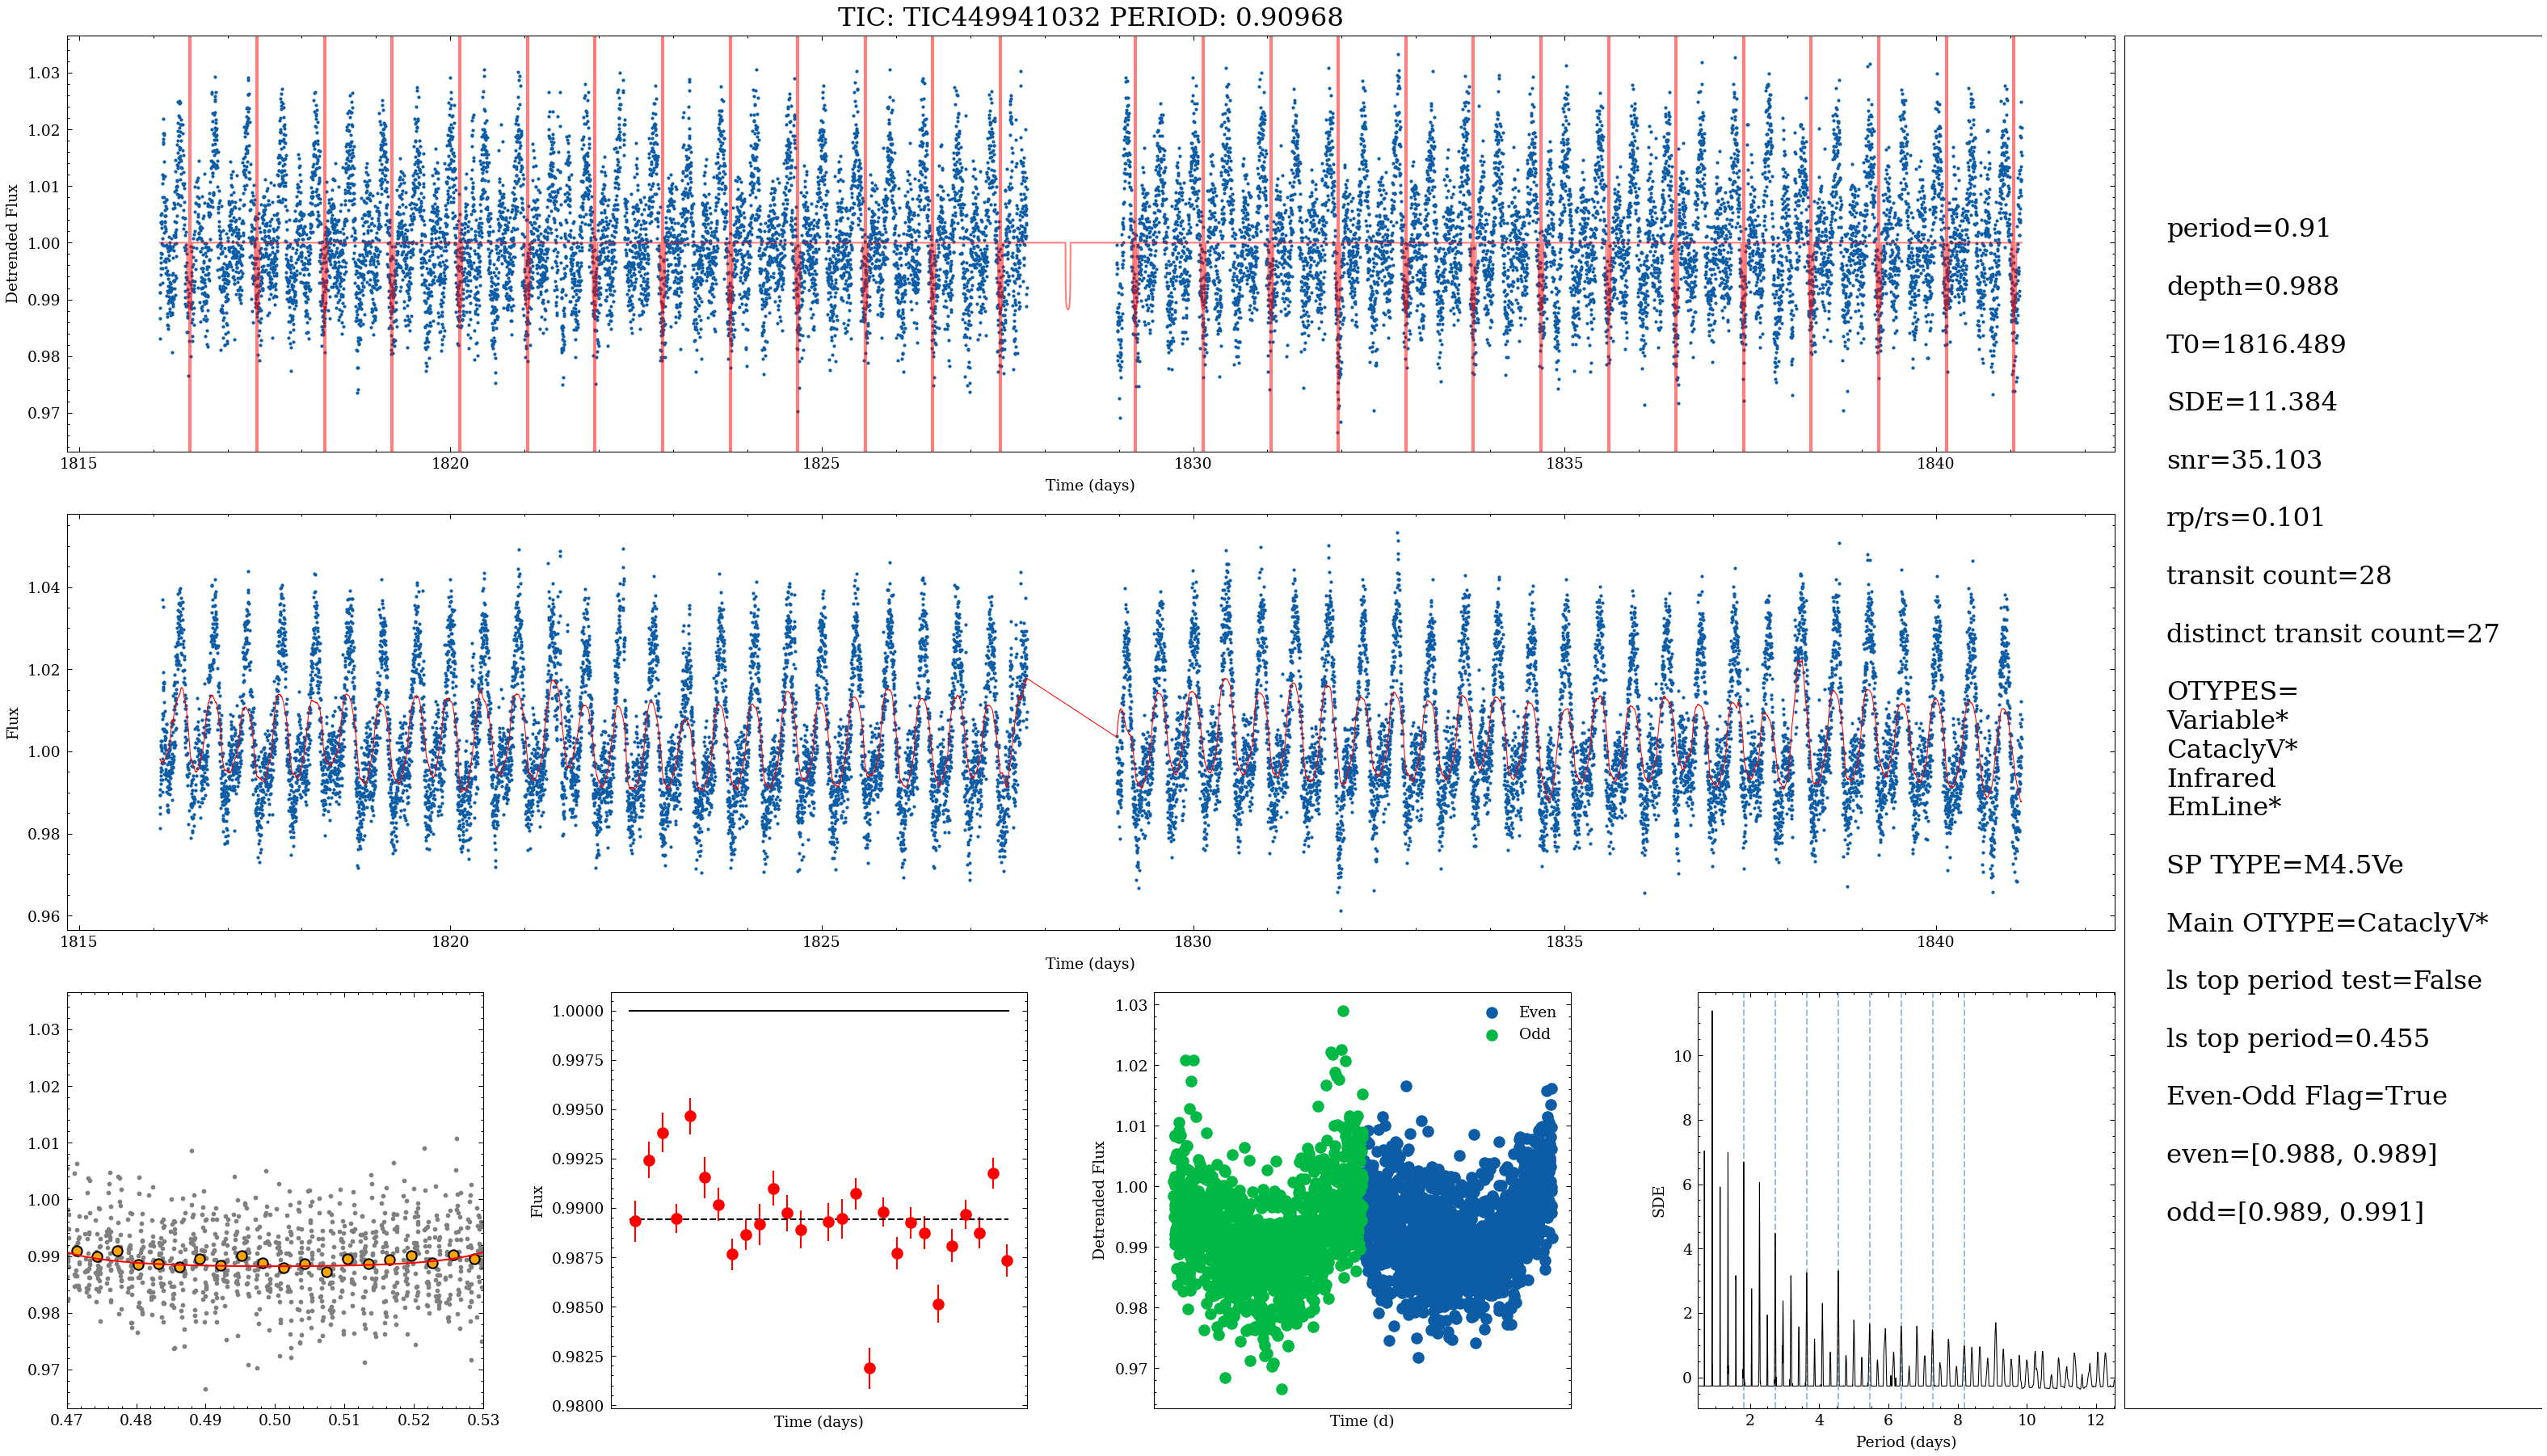 TIC: TIC449941032 PERIOD: 0.90968
1.03
1.02
1.01
1.00
0.99
0.98
0.97
Detrended Flux
1815
1820
1825
1830
1835
1840
Time (days)
1.04
1.02
1.00
0.98
0.96
Flux
1815
1820
1825
1830
1835
1840
Time (days)
1.03
1.02
1.01
1.00
0.99
0.98
0.97
0.47
0.48
0.49
0.50
0.51
0.52
0.53
1.0000
0.9975
0.9950
0.9925
0.9900
0.9875
0.9850
0.9825
0.9800
Flux
Time (days)
1.03
1.02
1.01
1.00
0.99
0.98
0.97
Detrended Flux
Even
Odd
Time (d)
10
8
6
4
2
0
SDE
2
4
6
8
10
12
Period (days)
period=0.91
depth=0.988
T0=1816.489
SDE=11.384
snr=35.103
rp/rs=0.101
transit count=28
distinct transit count=27
OTYPES=
Variable*
CataclyV*
Infrared
EmLine*
SP TYPE=M4.5Ve
Main OTYPE=CataclyV*
ls top period test=False
ls top period=0.455
Even-Odd Flag=True
even=[0.988, 0.989]
odd=[0.989, 0.991]